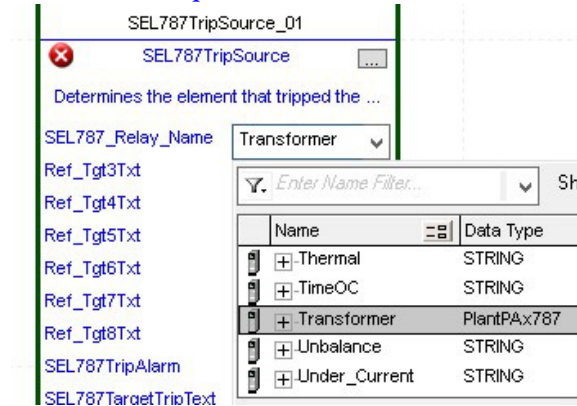 SEL787TripSource_01
SEL787TripSource ...
Determines the element that tripped the ...
SEL787_Relay_Name Transformer
Ref_Tgt3Txt
Ref_Tgt4Txt
Ref_Tgt5Txt
Ref_Tgt6Txt
Ref_Tgt7Txt
Ref_Tgt8Txt
SEL787TripAlarm
SEL787TargetTripText
Enter Name Filter... Sh
Name Data Type
Thermal STRING
TimeOC STRING
Transformer PlantPAx787
Unbalance STRING
Under_Current STRING